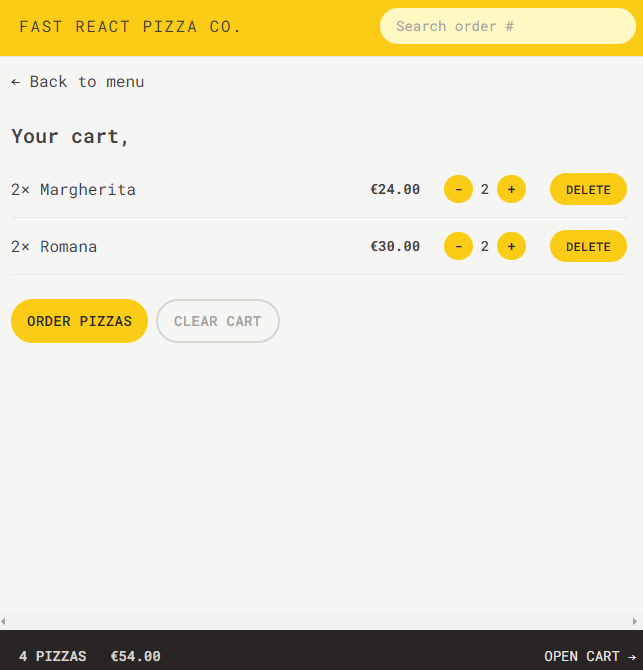 FAST REACT PIZZA CO.
Search order #
← Back to menu
Your cart,
2× Margherita €24.00 - 2 + DELETE
2× Romana €30.00 - 2 + DELETE
ORDER PIZZAS CLEAR CART
4 PIZZAS €54.00 OPEN CART →